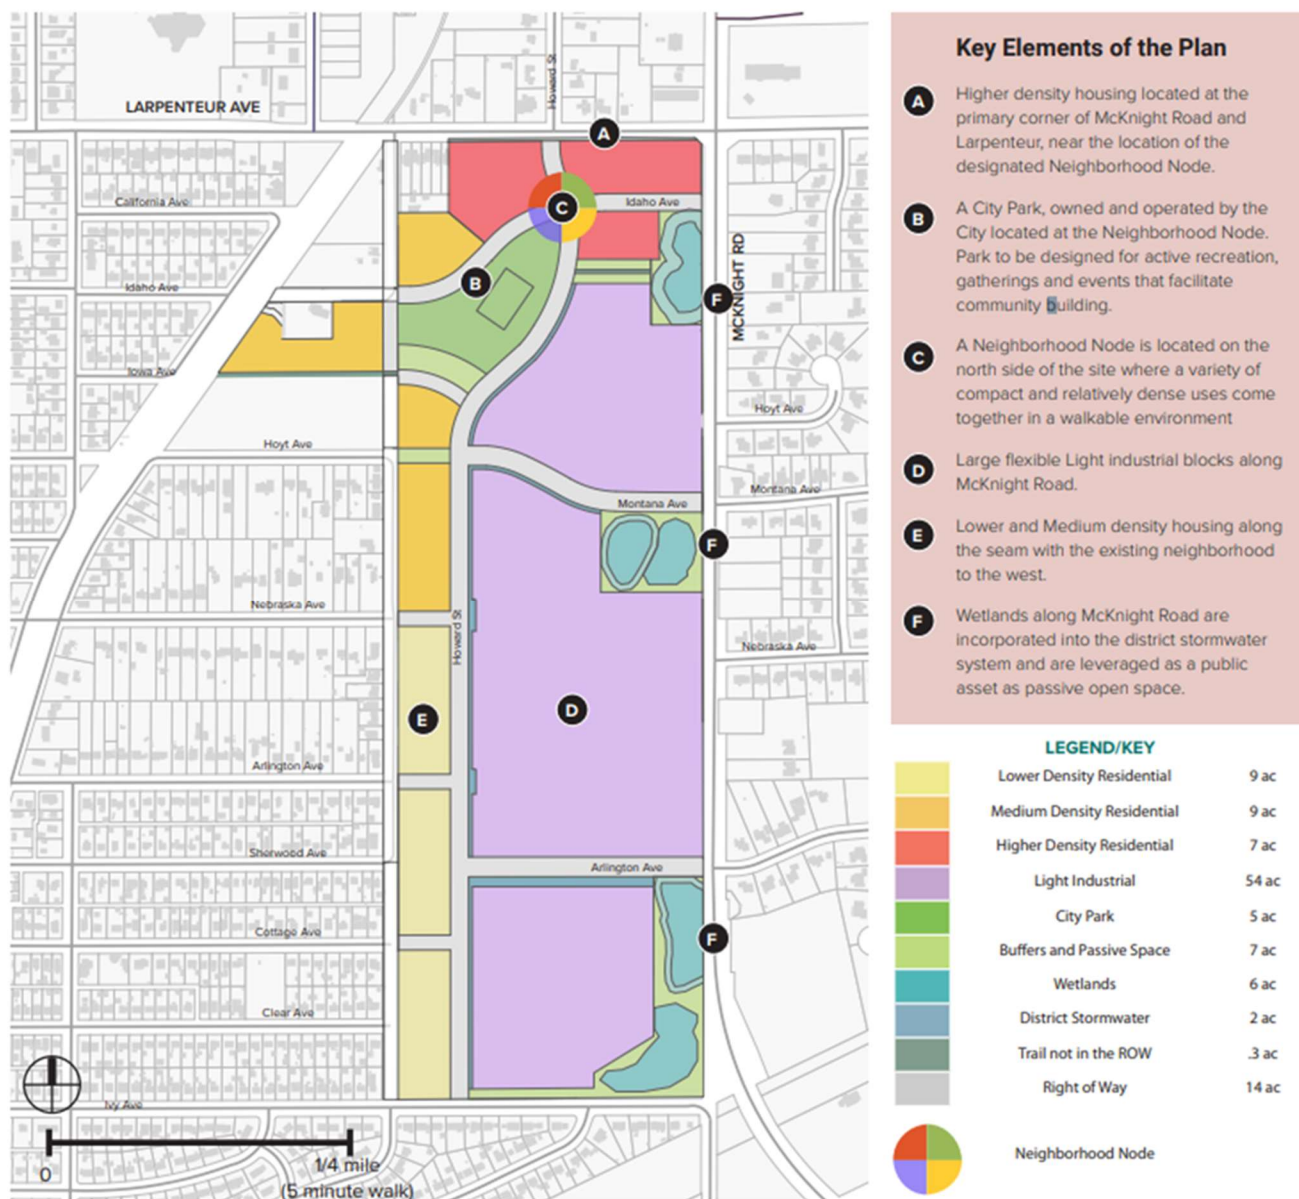 LARPENTEUR AVE
Howard St
A
California Ave
C
Idaho Ave
MCKNIGHT RD
B
Idaho Ave
F
Iowa Ave
Hoyt Ave
Hoyt Ave
Montana Ave
Montana Ave
F
Nebraska Ave
Howard St
Nebraska Ave
E
D
Arlington Ave
Sherwood Ave
Arlington Ave
Cottage Ave
F
Clear Ave
Ivy Ave
0
1/4 mile
(5 minute walk)
Key Elements of the Plan
A
Higher density housing located at the
primary corner of McKnight Road and
Larpenteur, near the location of the
designated Neighborhood Node.
B
A City Park, owned and operated by the
City located at the Neighborhood Node.
Park to be designed for active recreation,
gatherings and events that facilitate
community building.
C
A Neighborhood Node is located on the
north side of the site where a variety of
compact and relatively dense uses come
together in a walkable environment
D
Large flexible Light industrial blocks along
McKnight Road.
E
Lower and Medium density housing along
the seam with the existing neighborhood
to the west.
F
Wetlands along McKnight Road are
incorporated into the district stormwater
system and are leveraged as a public
asset as passive open space.
LEGEND/KEY
Lower Density Residential 9 ac
Medium Density Residential 9 ac
Higher Density Residential 7 ac
Light Industrial 54 ac
City Park 5 ac
Buffers and Passive Space 7 ac
Wetlands 6 ac
District Stormwater 2 ac
Trail not in the ROW .3 ac
Right of Way 14 ac
Neighborhood Node